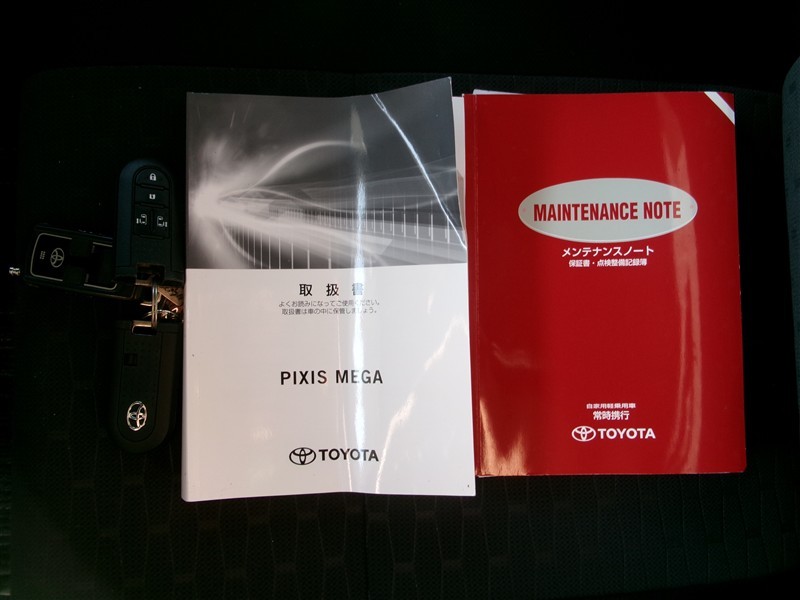 取扱書
よくお読みになってご使用ください。
取扱書は車の中に保管しましょう。
PIXIS MEGA
TOYOTA
MAINTENANCE NOTE
メンテナンスノート
保証書・点検整備記録簿
自家用軽乗用車
常時携行
TOYOTA